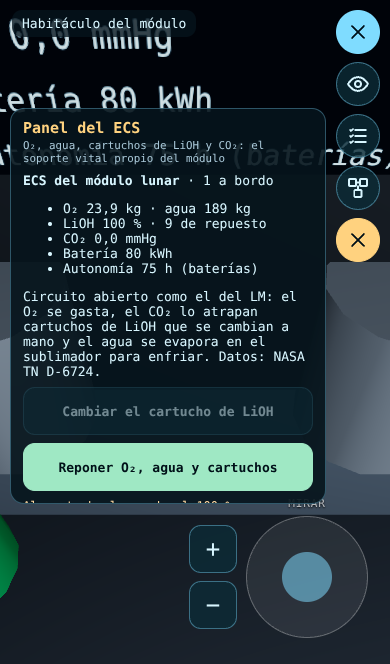 Habitáculo del módulo
0,0 mmHg
tería 80 kWh
Panel del ECS
O₂, agua, cartuchos de LiOH y CO₂: el
soporte vital propio del módulo
ECS del módulo lunar · 1 a bordo
• O₂ 23,9 kg · agua 189 kg
• LiOH 100 % · 9 de repuesto
• CO₂ 0,0 mmHg
• Batería 80 kWh
• Autonomía 75 h (baterías)
Circuito abierto como el del LM: el
O₂ se gasta, el CO₂ lo atrapan
cartuchos de LiOH que se cambian a
mano y el agua se evapora en el
sublimador para enfriar. Datos: NASA
TN D-6724.
Cambiar el cartucho de LiOH
Reponer O₂, agua y cartuchos
MIRAR
+
−